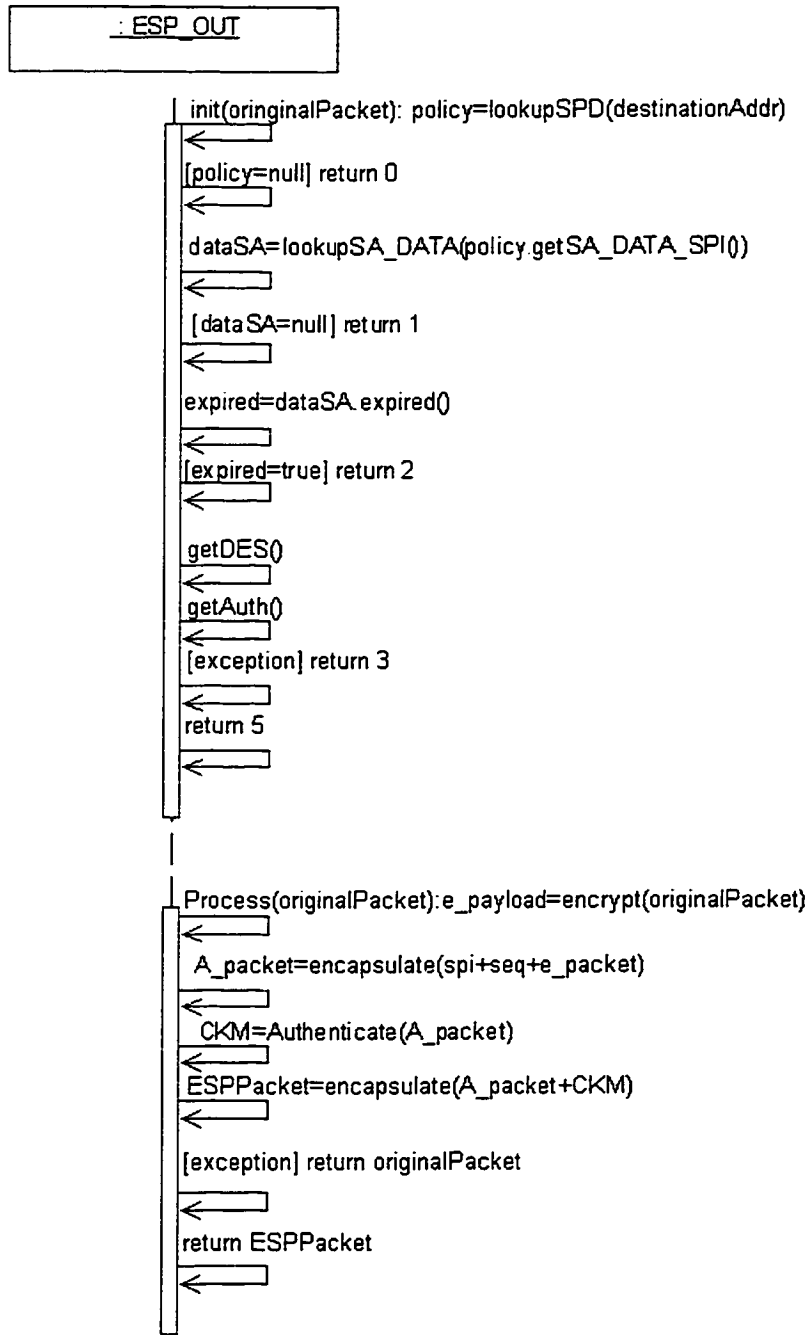 : ESP_OUT
init(oringinalPacket): policy=lookupSPD(destinationAddr)
[policy=null] return 0
dataSA=lookupSA_DATA(policy.getSA_DATA_SPI())
[dataSA=null] return 1
expired=dataSA.expired()
[expired=true] return 2
getDES()
getAuth()
[exception] return 3
return 5
Process(originalPacket):e_payload=encrypt(originalPacket)
A_packet=encapsulate(spi+seq+e_packet)
CKM=Authenticate(A_packet)
ESPPacket=encapsulate(A_packet+CKM)
[exception] return originalPacket
return ESPPacket